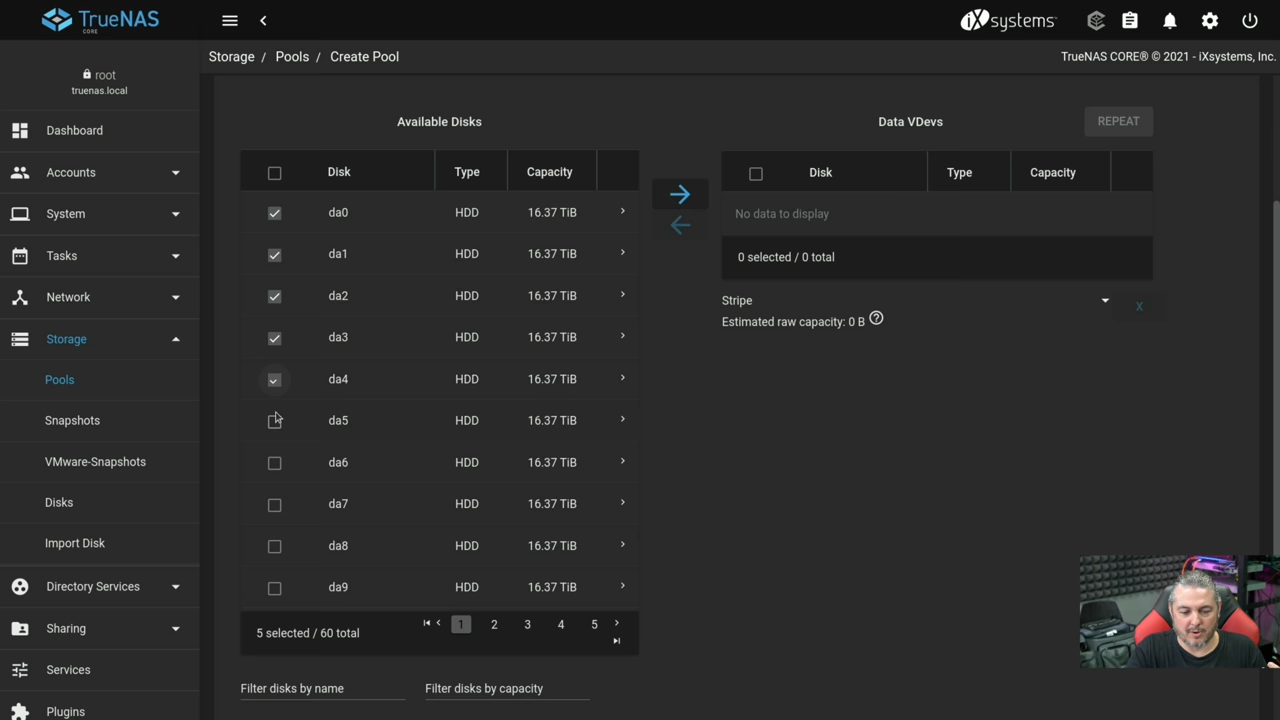 TrueNAS
CORE
iXsystems
root
truenas.local
Dashboard
Accounts
System
Tasks
Network
Storage
Pools
Snapshots
VMware-Snapshots
Disks
Import Disk
Directory Services
Sharing
Services
Plugins
Storage / Pools / Create Pool
TrueNAS CORE® © 2021 - iXsystems, Inc.
Available Disks
Disk Type Capacity
da0 HDD 16.37 TiB
da1 HDD 16.37 TiB
da2 HDD 16.37 TiB
da3 HDD 16.37 TiB
da4 HDD 16.37 TiB
da5 HDD 16.37 TiB
da6 HDD 16.37 TiB
da7 HDD 16.37 TiB
da8 HDD 16.37 TiB
da9 HDD 16.37 TiB
5 selected / 60 total
1 2 3 4 5
Filter disks by name
Filter disks by capacity
Data VDevs
REPEAT
Disk Type Capacity
No data to display
0 selected / 0 total
Stripe
X
Estimated raw capacity: 0 B